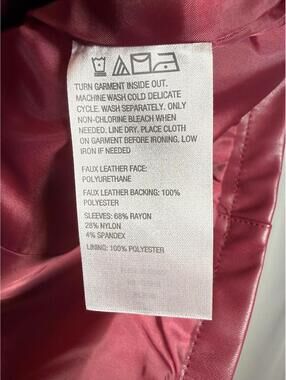 TURN GARMENT INSIDE OUT.
MACHINE WASH COLD DELICATE
CYCLE. WASH SEPARATELY. ONLY
NON-CHLORINE BLEACH WHEN
NEEDED. LINE DRY. PLACE CLOTH
ON GARMENT BEFORE IRONING, LOW
IRON IF NEEDED
FAUX LEATHER FACE:
POLYURETHANE
FAUX LEATHER BACKING: 100%
POLYESTER
SLEEVES: 68% RAYON
28% NYLON
4% SPANDEX
LINING: 100% POLYESTER